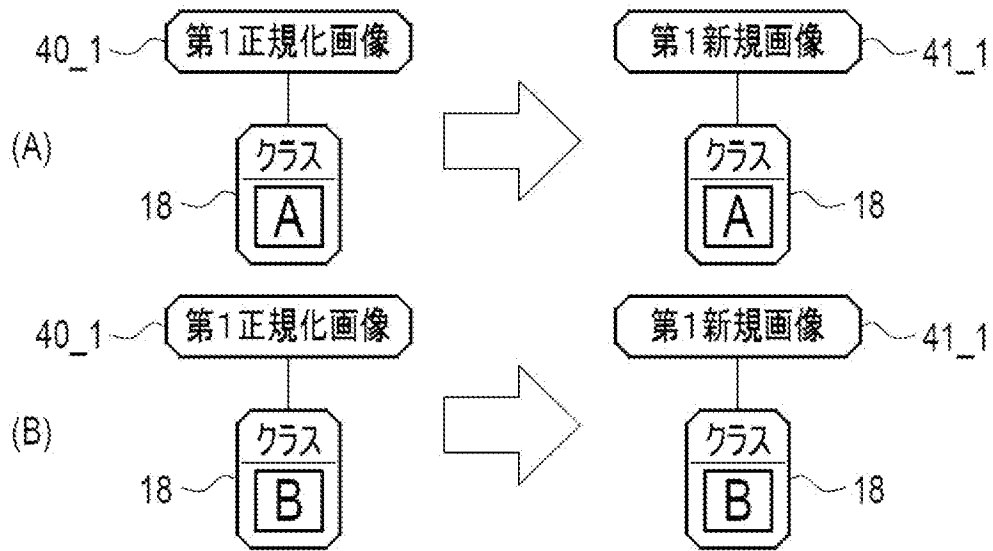 40_1 第1正規化画像 第1新規画像 41_1
(A)
クラス クラス
18 A A 18
40_1 第1正規化画像 第1新規画像 41_1
(B)
クラス クラス
18 B B 18